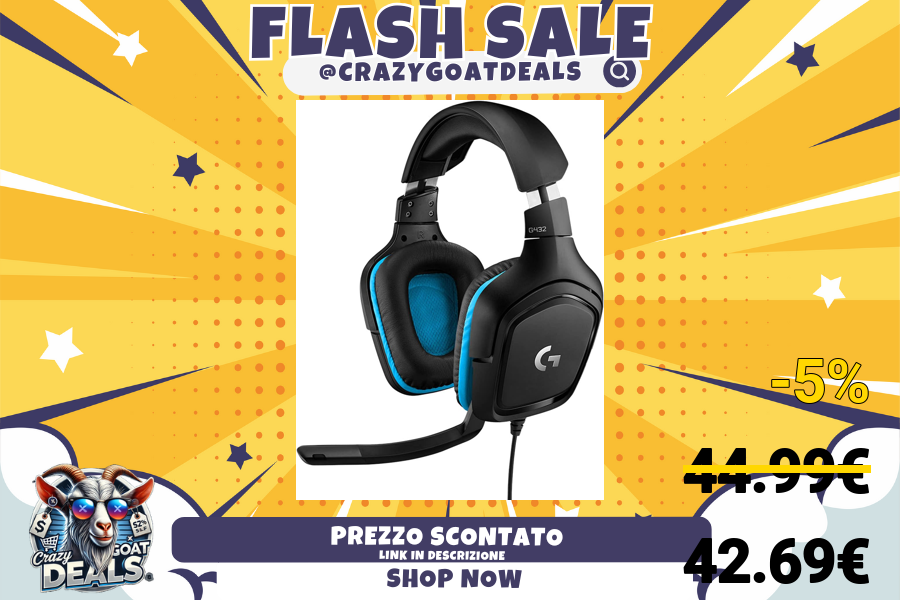 FLASH SALE
@CRAZYGOATDEALS
G432
G
-5%
44.99€
PREZZO SCONTATO
LINK IN DESCRIZIONE
SHOP NOW
42.69€
$
52%
Crazy
GOAT
DEALS